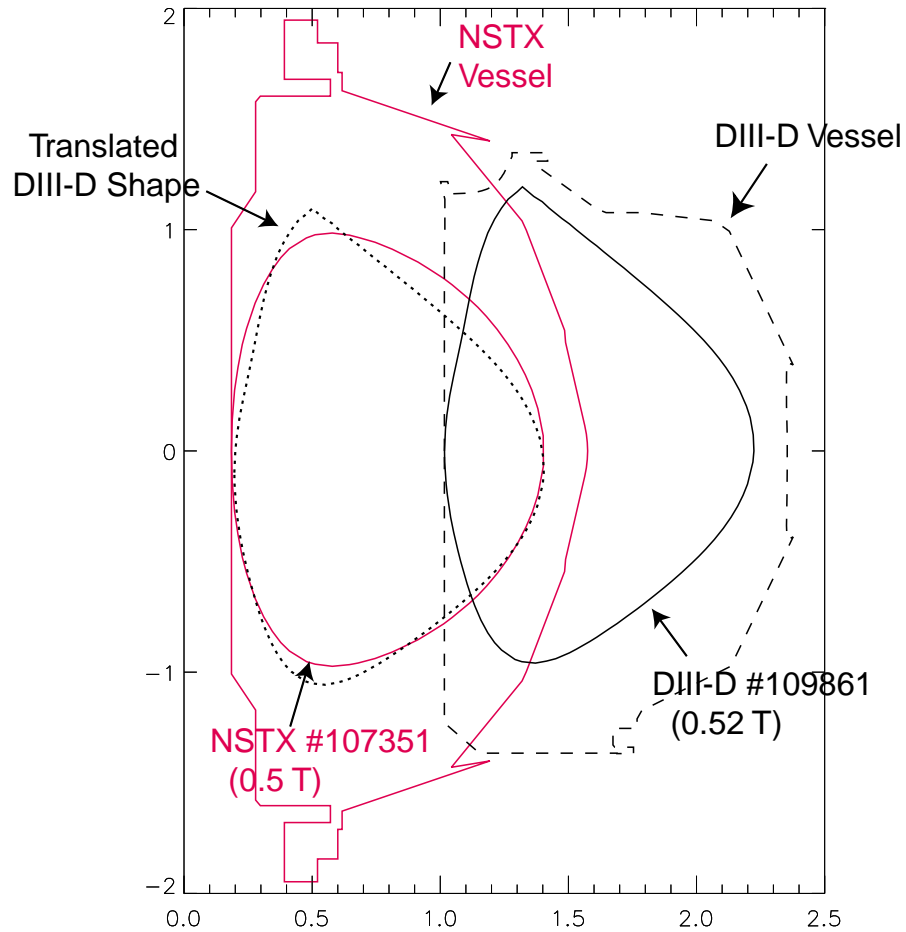 2
NSTX
Vessel
DIII-D Vessel
Translated
DIII-D Shape
1
0
−1
DIII-D #109861
(0.52 T)
NSTX #107351
(0.5 T)
−2
0.0 0.5 1.0 1.5 2.0 2.5